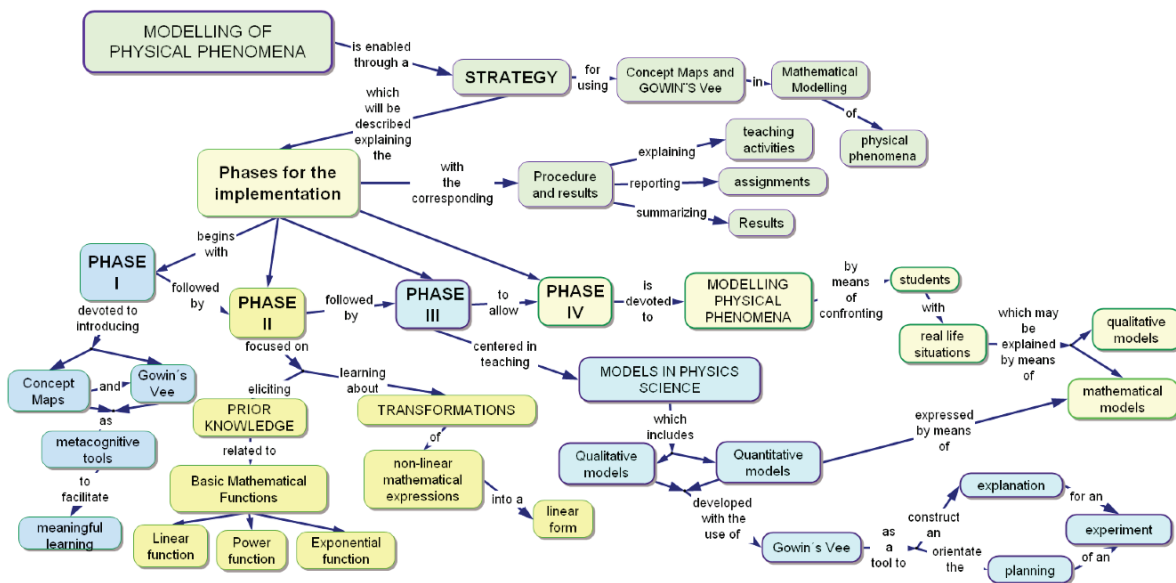 MODELLING OF
PHYSICAL PHENOMENA
is enabled
through a
STRATEGY
for
using
Concept Maps and
GOWIN'S Vee
in
Mathematical
Modelling
of
physical
phenomena
which
will be
described
explaining
the
Phases for the
implementation
with
the
corresponding
Procedure
and results
explaining
teaching
activities
reporting
assignments
summarizing
Results
begins
with
PHASE
I
followed
by
PHASE
II
followed
by
PHASE
III
to
allow
PHASE
IV
is
devoted
to
MODELLING
PHYSICAL
PHENOMENA
by
means
of
confronting
students
with
real life
situations
which may
be
explained
by means
of
qualitative
models
mathematical
models
devoted to
introducing
Concept
Maps
and
Gowin´s
Vee
as
metacognitive
tools
to
facilitate
meaningful
learning
focused on
eliciting
PRIOR
KNOWLEDGE
related to
Basic Mathematical
Functions
Linear
function
Power
function
Exponential
function
learning
about
TRANSFORMATIONS
of
non-linear
mathematical
expressions
into a
linear
form
centered in
teaching
MODELS IN PHYSICS
SCIENCE
which
includes
Qualitative
models
Quantitative
models
expressed
by means
of
developed
with the
use of
Gowin´s Vee
as
a
tool to
construct
an
explanation
for an
experiment
orientate
the
planning
of an